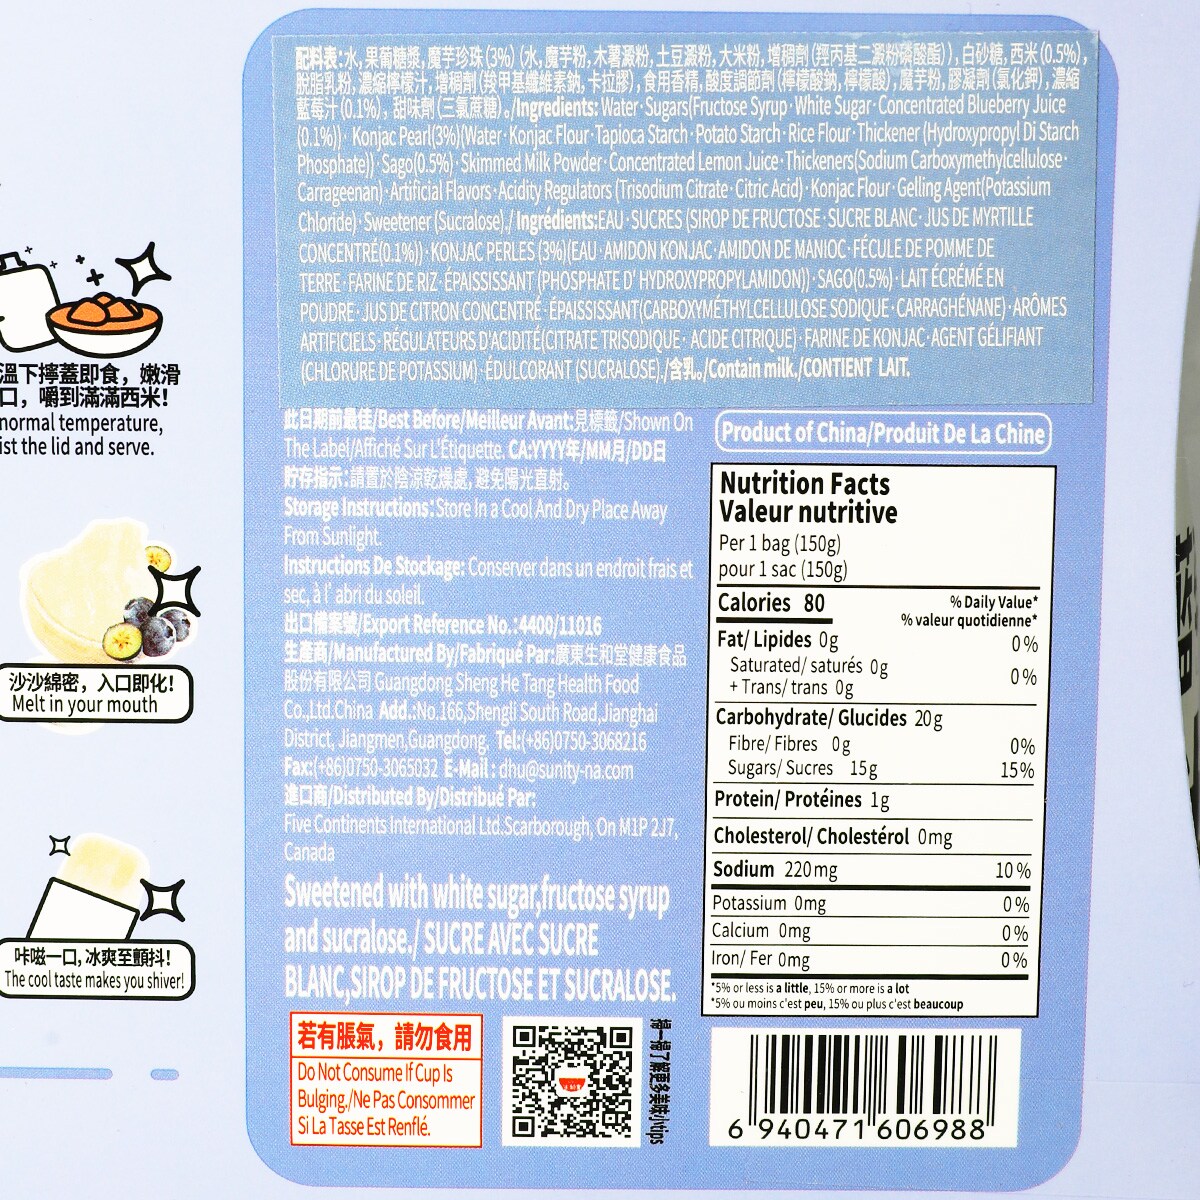 配料表:水,果葡糖漿,魔芋珍珠(3%)(水,魔芋粉,木薯澱粉,土豆澱粉,大米粉,增稠劑(羥丙基二澱粉磷酸酯)),白砂糖,西米(0.5%),
脫脂乳粉,濃縮檸檬汁,增稠劑(羧甲基纖維素鈉,卡拉膠),食用香精,酸度調節劑(檸檬酸鈉,檸檬酸),魔芋粉,膠凝劑(氯化鉀),濃縮
藍莓汁(0.1%),甜味劑(三氯蔗糖)。/Ingredients: Water·Sugars(Fructose Syrup·White Sugar·Concentrated Blueberry Juice
(0.1%))·Konjac Pearl(3%)(Water·Konjac Flour·Tapioca Starch·Potato Starch·Rice Flour·Thickener (Hydroxypropyl Di Starch
Phosphate))·Sago(0.5%)·Skimmed Milk Powder·Concentrated Lemon Juice·Thickeners(Sodium Carboxymethylcellulose·
Carrageenan)·Artificial Flavors·Acidity Regulators (Trisodium Citrate·Citric Acid)·Konjac Flour·Gelling Agent(Potassium
Chloride)·Sweetener (Sucralose)./ Ingrédients:EAU·SUCRES (SIROP DE FRUCTOSE·SUCRE BLANC·JUS DE MYRTILLE
CONCENTRÉ(0.1%))·KONJAC PERLES (3%)(EAU·AMIDON KONJAC·AMIDON DE MANIOC·FÉCULE DE POMME DE
TERRE·FARINE DE RIZ·ÉPAISSISSANT (PHOSPHATE D' HYDROXYPROPYLAMIDON))·SAGO(0.5%)·LAIT ÉCRÉMÉ EN
POUDRE·JUS DE CITRON CONCENTRÉ·ÉPAISSISSANT(CARBOXYMÉTHYLCELLULOSE SODIQUE·CARRAGHÉNANE)·ARÔMES
ARTIFICIELS·RÉGULATEURS D'ACIDITÉ(CITRATE TRISODIQUE·ACIDE CITRIQUE)·FARINE DE KONJAC·AGENT GÉLIFIANT
(CHLORURE DE POTASSIUM)·ÉDULCORANT (SUCRALOSE)./含乳。/Contain milk./CONTIENT LAIT.
溫下擰蓋即食，嫩滑
口，嚼到滿滿西米!
normal temperature,
ist the lid and serve.
沙沙綿密，入口即化!
Melt in your mouth
咔嗞一口,冰爽至顫抖!
The cool taste makes you shiver!
此日期前最佳/Best Before/Meilleur Avant:見標籤/Shown On
The Label/Affiché Sur L'Étiquette. CA:YYYY年/MM月/DD日
貯存指示:請置於陰涼乾燥處,避免陽光直射。
Storage Instructions:Store In a Cool And Dry Place Away
From Sunlight.
Instructions De Stockage: Conserver dans un endroit frais et
sec, à l' abri du soleil.
出口備案號/Export Reference No.:4400/11016
生產商/Manufactured By/Fabriqué Par:廣東生和堂健康食品
股份有限公司 Guangdong Sheng He Tang Health Food
Co.,Ltd.China Add.:No.166,Shengli South Road,Jianghai
District, Jiangmen,Guangdong. Tel:(+86)0750-3068216
Fax:(+86)0750-3065032 E-Mail : dhu@sunity-na.com
進口商/Distributed By/Distribué Par:
Five Continents International Ltd.Scarborough, On M1P 2J7,
Canada
Sweetened with white sugar,fructose syrup
and sucralose./ SUCRE AVEC SUCRE
BLANC,SIROP DE FRUCTOSE ET SUCRALOSE.
若有脹氣，請勿食用
Do Not Consume If Cup Is
Bulging./Ne Pas Consommer
Si La Tasse Est Renflé.
掃一掃了解更多美味小tips
Product of China/Produit De La Chine
Nutrition Facts
Valeur nutritive
Per 1 bag (150g)
pour 1 sac (150g)
Calories 80 % Daily Value*
% valeur quotidienne*
Fat/ Lipides 0g 0%
Saturated/ saturés 0g
+ Trans/ trans 0g 0%
Carbohydrate/ Glucides 20g
Fibre/ Fibres 0g 0%
Sugars/ Sucres 15g 15%
Protein/ Protéines 1g
Cholesterol/ Cholestérol 0mg
Sodium 220mg 10%
Potassium 0mg 0%
Calcium 0mg 0%
Iron/ Fer 0mg 0%
*5% or less is a little, 15% or more is a lot
*5% ou moins c'est peu, 15% ou plus c'est beaucoup
6 940471 606988